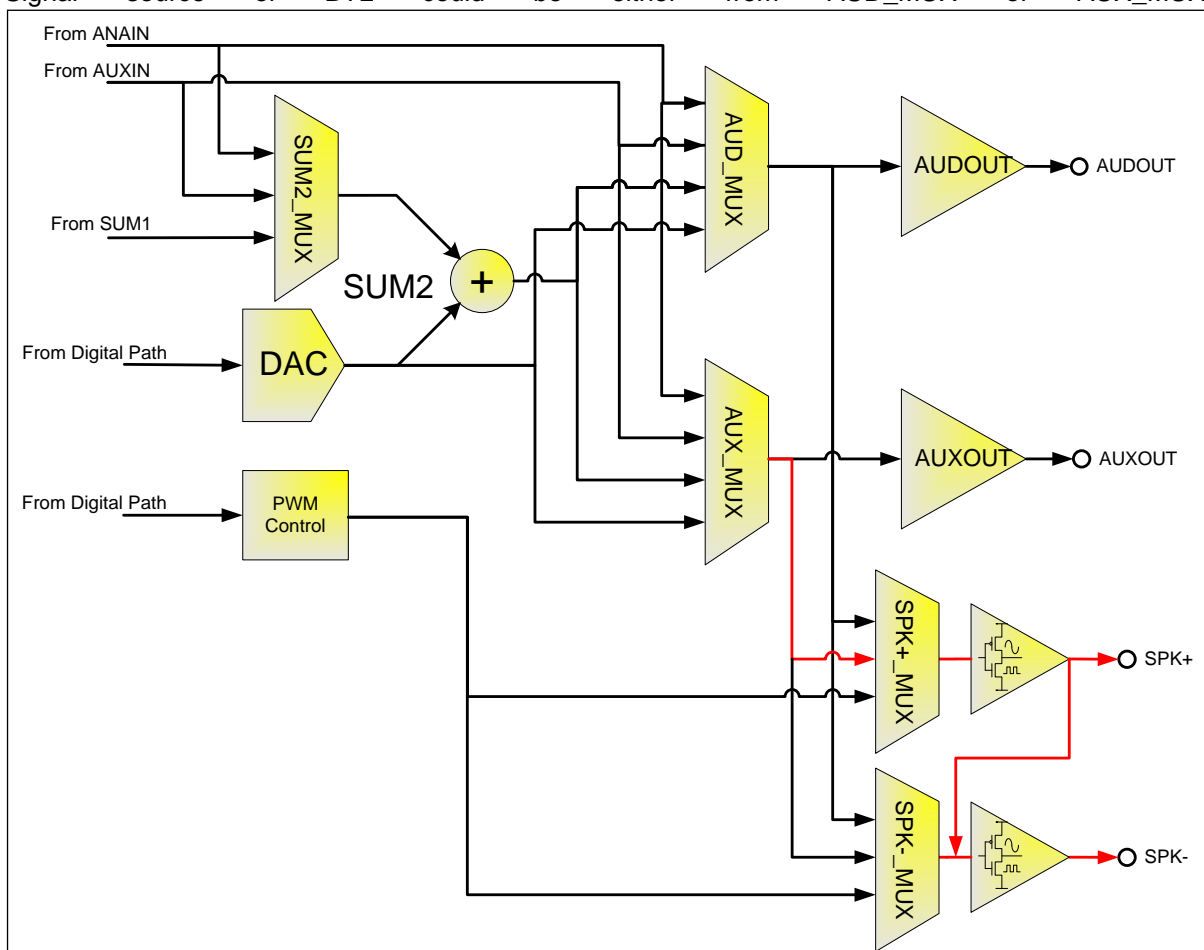 From ANAIN
From AUXIN
SUM2_MUX
From SUM1
SUM2
+
From Digital Path
DAC
From Digital Path
PWM
Control
AUD_MUX
AUDOUT
AUDOUT
AUX_MUX
AUXOUT
AUXOUT
SPK+_MUX
SPK+
SPK-_MUX
SPK-